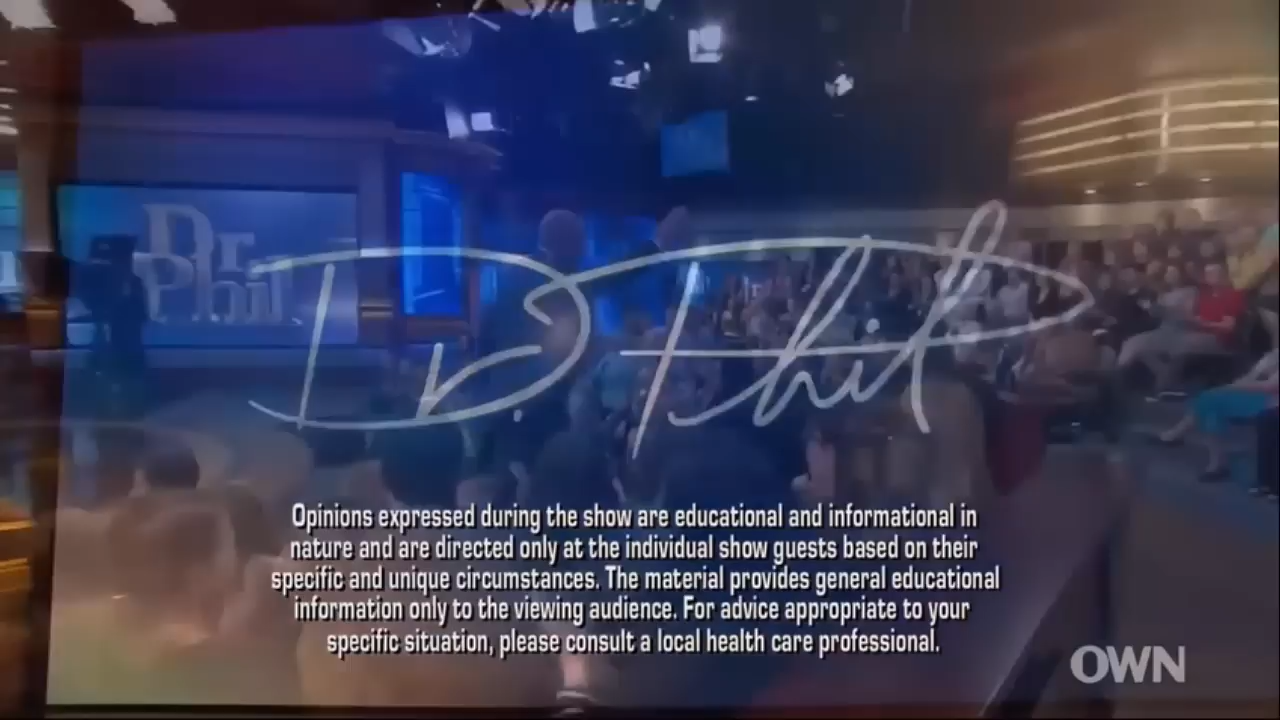 Dr.
Phil
Dr. Phil
Opinions expressed during the show are educational and informational in
nature and are directed only at the individual show guests based on their
specific and unique circumstances. The material provides general educational
information only to the viewing audience. For advice appropriate to your
specific situation, please consult a local health care professional.
OWN